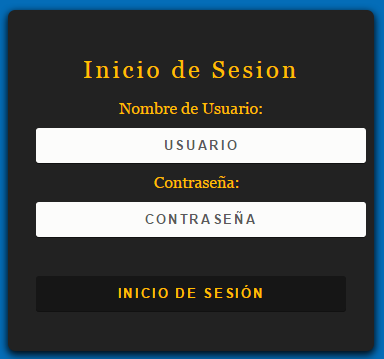 Inicio de Sesion
Nombre de Usuario:
USUARIO
Contraseña:
CONTRASEÑA
INICIO DE SESIÓN